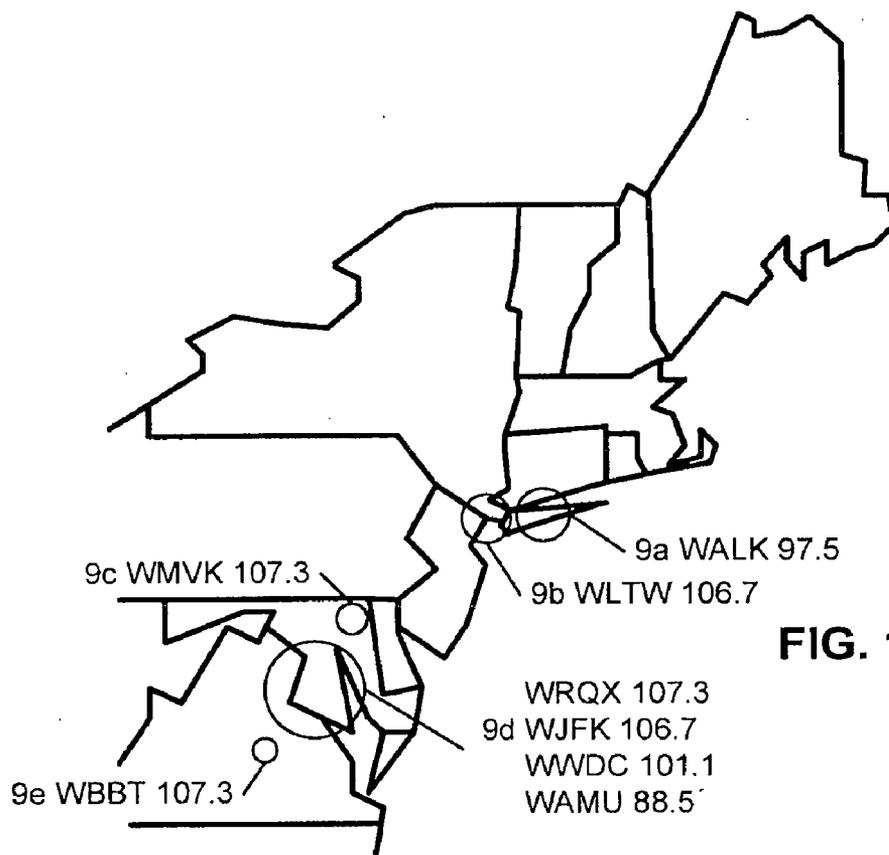 9a WALK 97.5
9c WMVK 107.3
9b WLTW 106.7
FIG.
WRQX 107.3
9d WJFK 106.7
WWDC 101.1
WAMU 88.5
9e WBBT 107.3